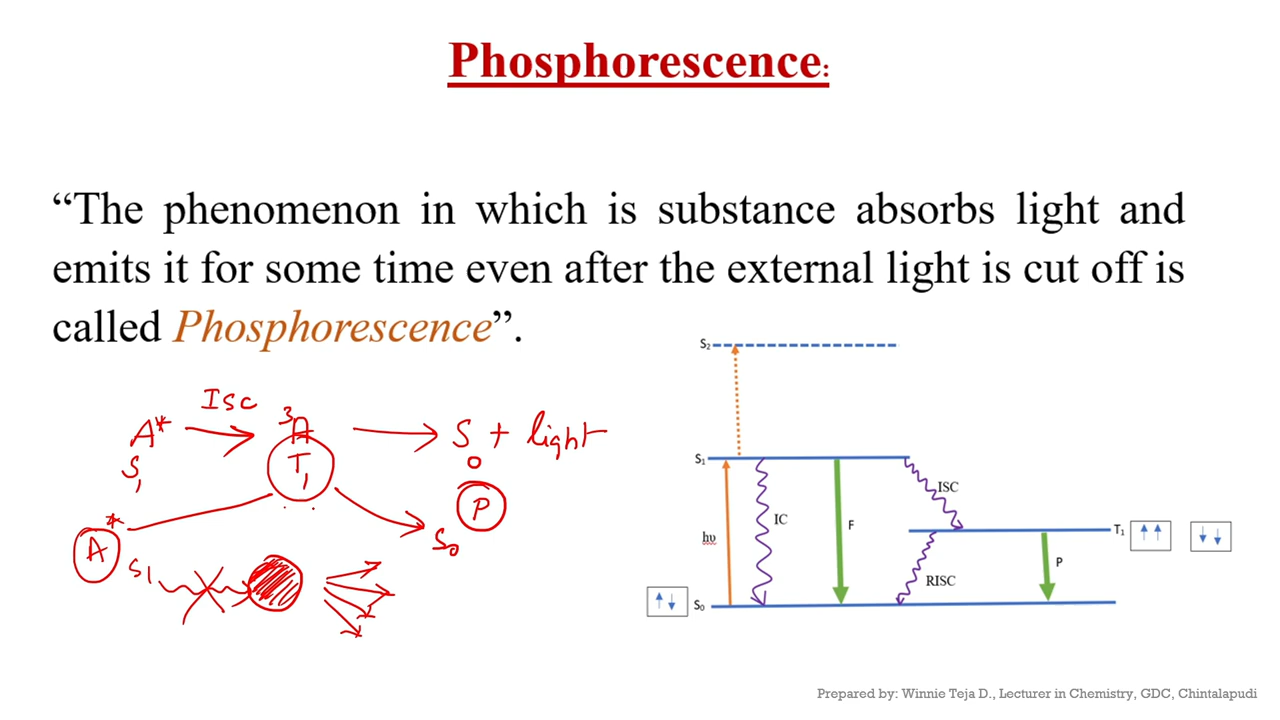 Phosphorescence:
“The phenomenon in which is substance absorbs light and
emits it for some time even after the external light is cut off is
called Phosphorescence”.
S₂
S₁
ISC
IC
F
T₁
hυ
P
RISC
S₀
Isc
A* → ³A → S₀ + light
S₁ T₁ P
A* S₀
S₁
Prepared by: Winnie Teja D., Lecturer in Chemistry, GDC, Chintalapudi